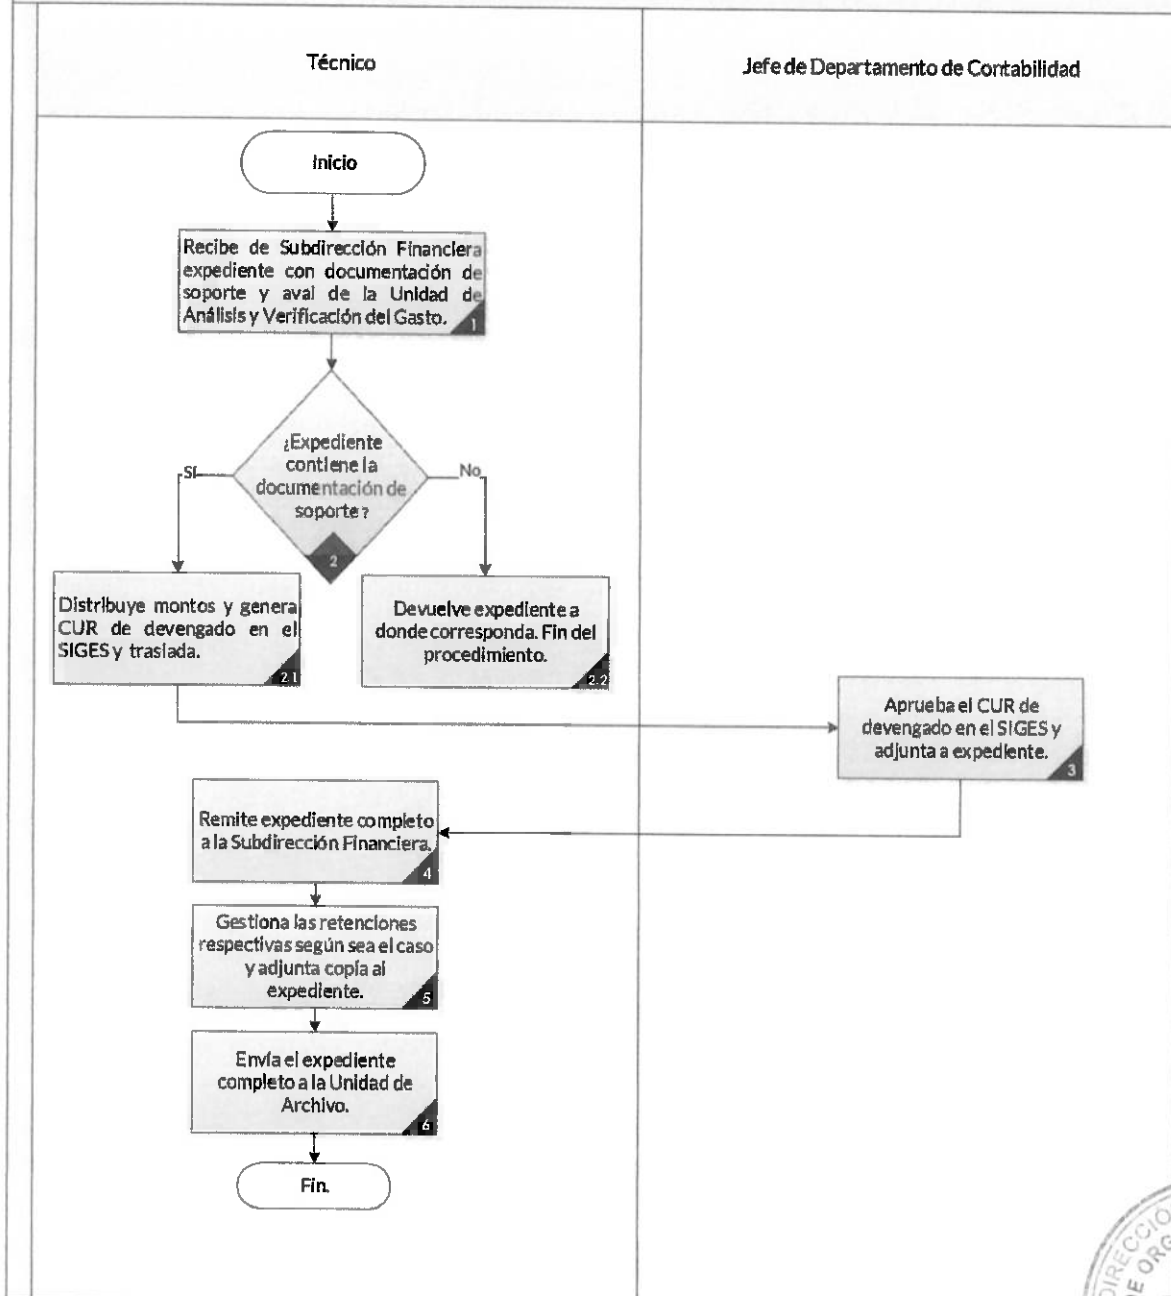 Técnico
Jefe de Departamento de Contabilidad
Inicio
Recibe de Subdirección Financiera
expediente con documentación de
soporte y aval de la Unidad de
Análisis y Verificación del Gasto.
1
¿Expediente
contiene la
documentación de
soporte?
2
Sí
No
Distribuye montos y genera
CUR de devengado en el
SIGES y traslada.
2.1
Devuelve expediente a
donde corresponda. Fin del
procedimiento.
2.2
Aprueba el CUR de
devengado en el SIGES y
adjunta a expediente.
3
Remite expediente completo
a la Subdirección Financiera.
4
Gestiona las retenciones
respectivas según sea el caso
y adjunta copia al
expediente.
5
Envía el expediente
completo a la Unidad de
Archivo.
6
Fin.